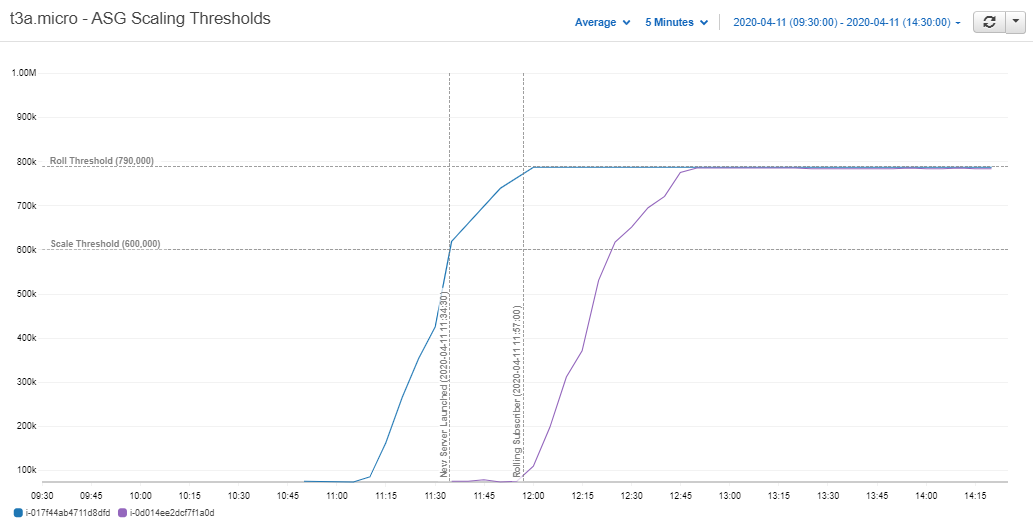 t3a.micro - ASG Scaling Thresholds
Average 5 Minutes 2020-04-11 (09:30:00) - 2020-04-11 (14:30:00)
1.00M
900k
800k
Roll Threshold (790,000)
700k
Scale Threshold (600,000)
600k
500k
400k
300k
200k
100k
New Server Launched (2020-04-11 11:34:30)
Rolling Subscriber (2020-04-11 11:57:00)
09:30 09:45 10:00 10:15 10:30 10:45 11:00 11:15 11:30 11:45 12:00 12:15 12:30 12:45 13:00 13:15 13:30 13:45 14:00 14:15
i-017f44ab4711d8dfd i-0d014ee2dcf7f1a0d